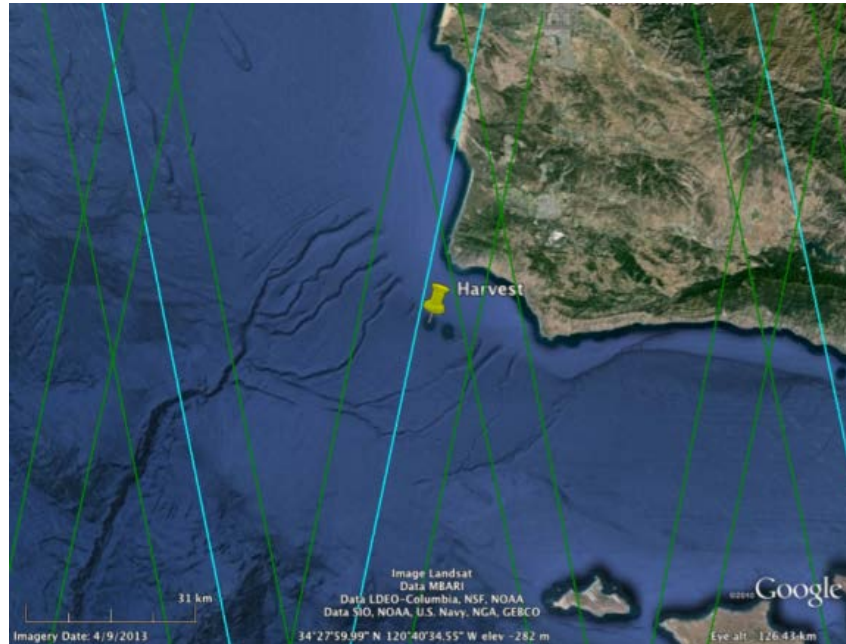 Harvest
31 km
Image Landsat
Data MBARI
Data LDEO-Columbia, NSF, NOAA
Data SIO, NOAA, U.S. Navy, NGA, GEBCO
Google
Imagery Date: 4/9/2013
34°27'59.99" N 120°40'34.55" W elev -282 m
Eye alt 126.43 km